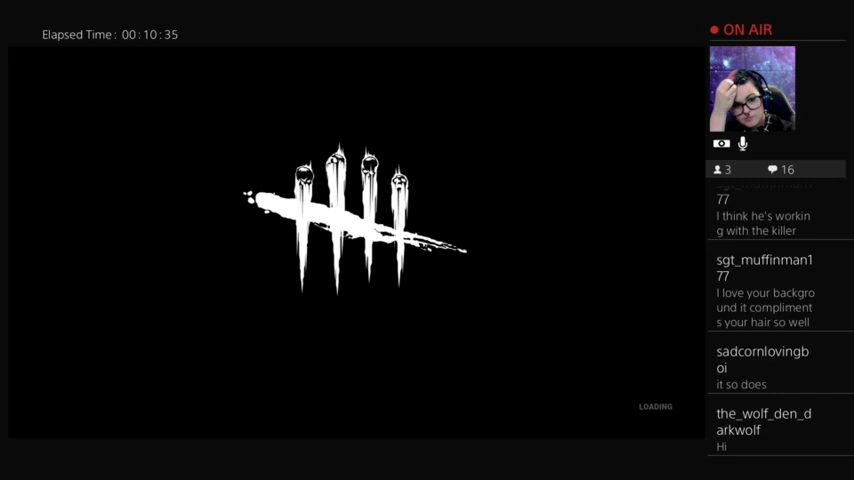 Elapsed Time: 00:10:35
ON AIR
3
16
77
I think he's workin
g with the killer
sgt_muffinman1
77
I love your backgro
und it compliment
s your hair so well
sadcornlovingb
oi
it so does
the_wolf_den_d
arkwolf
Hi
LOADING